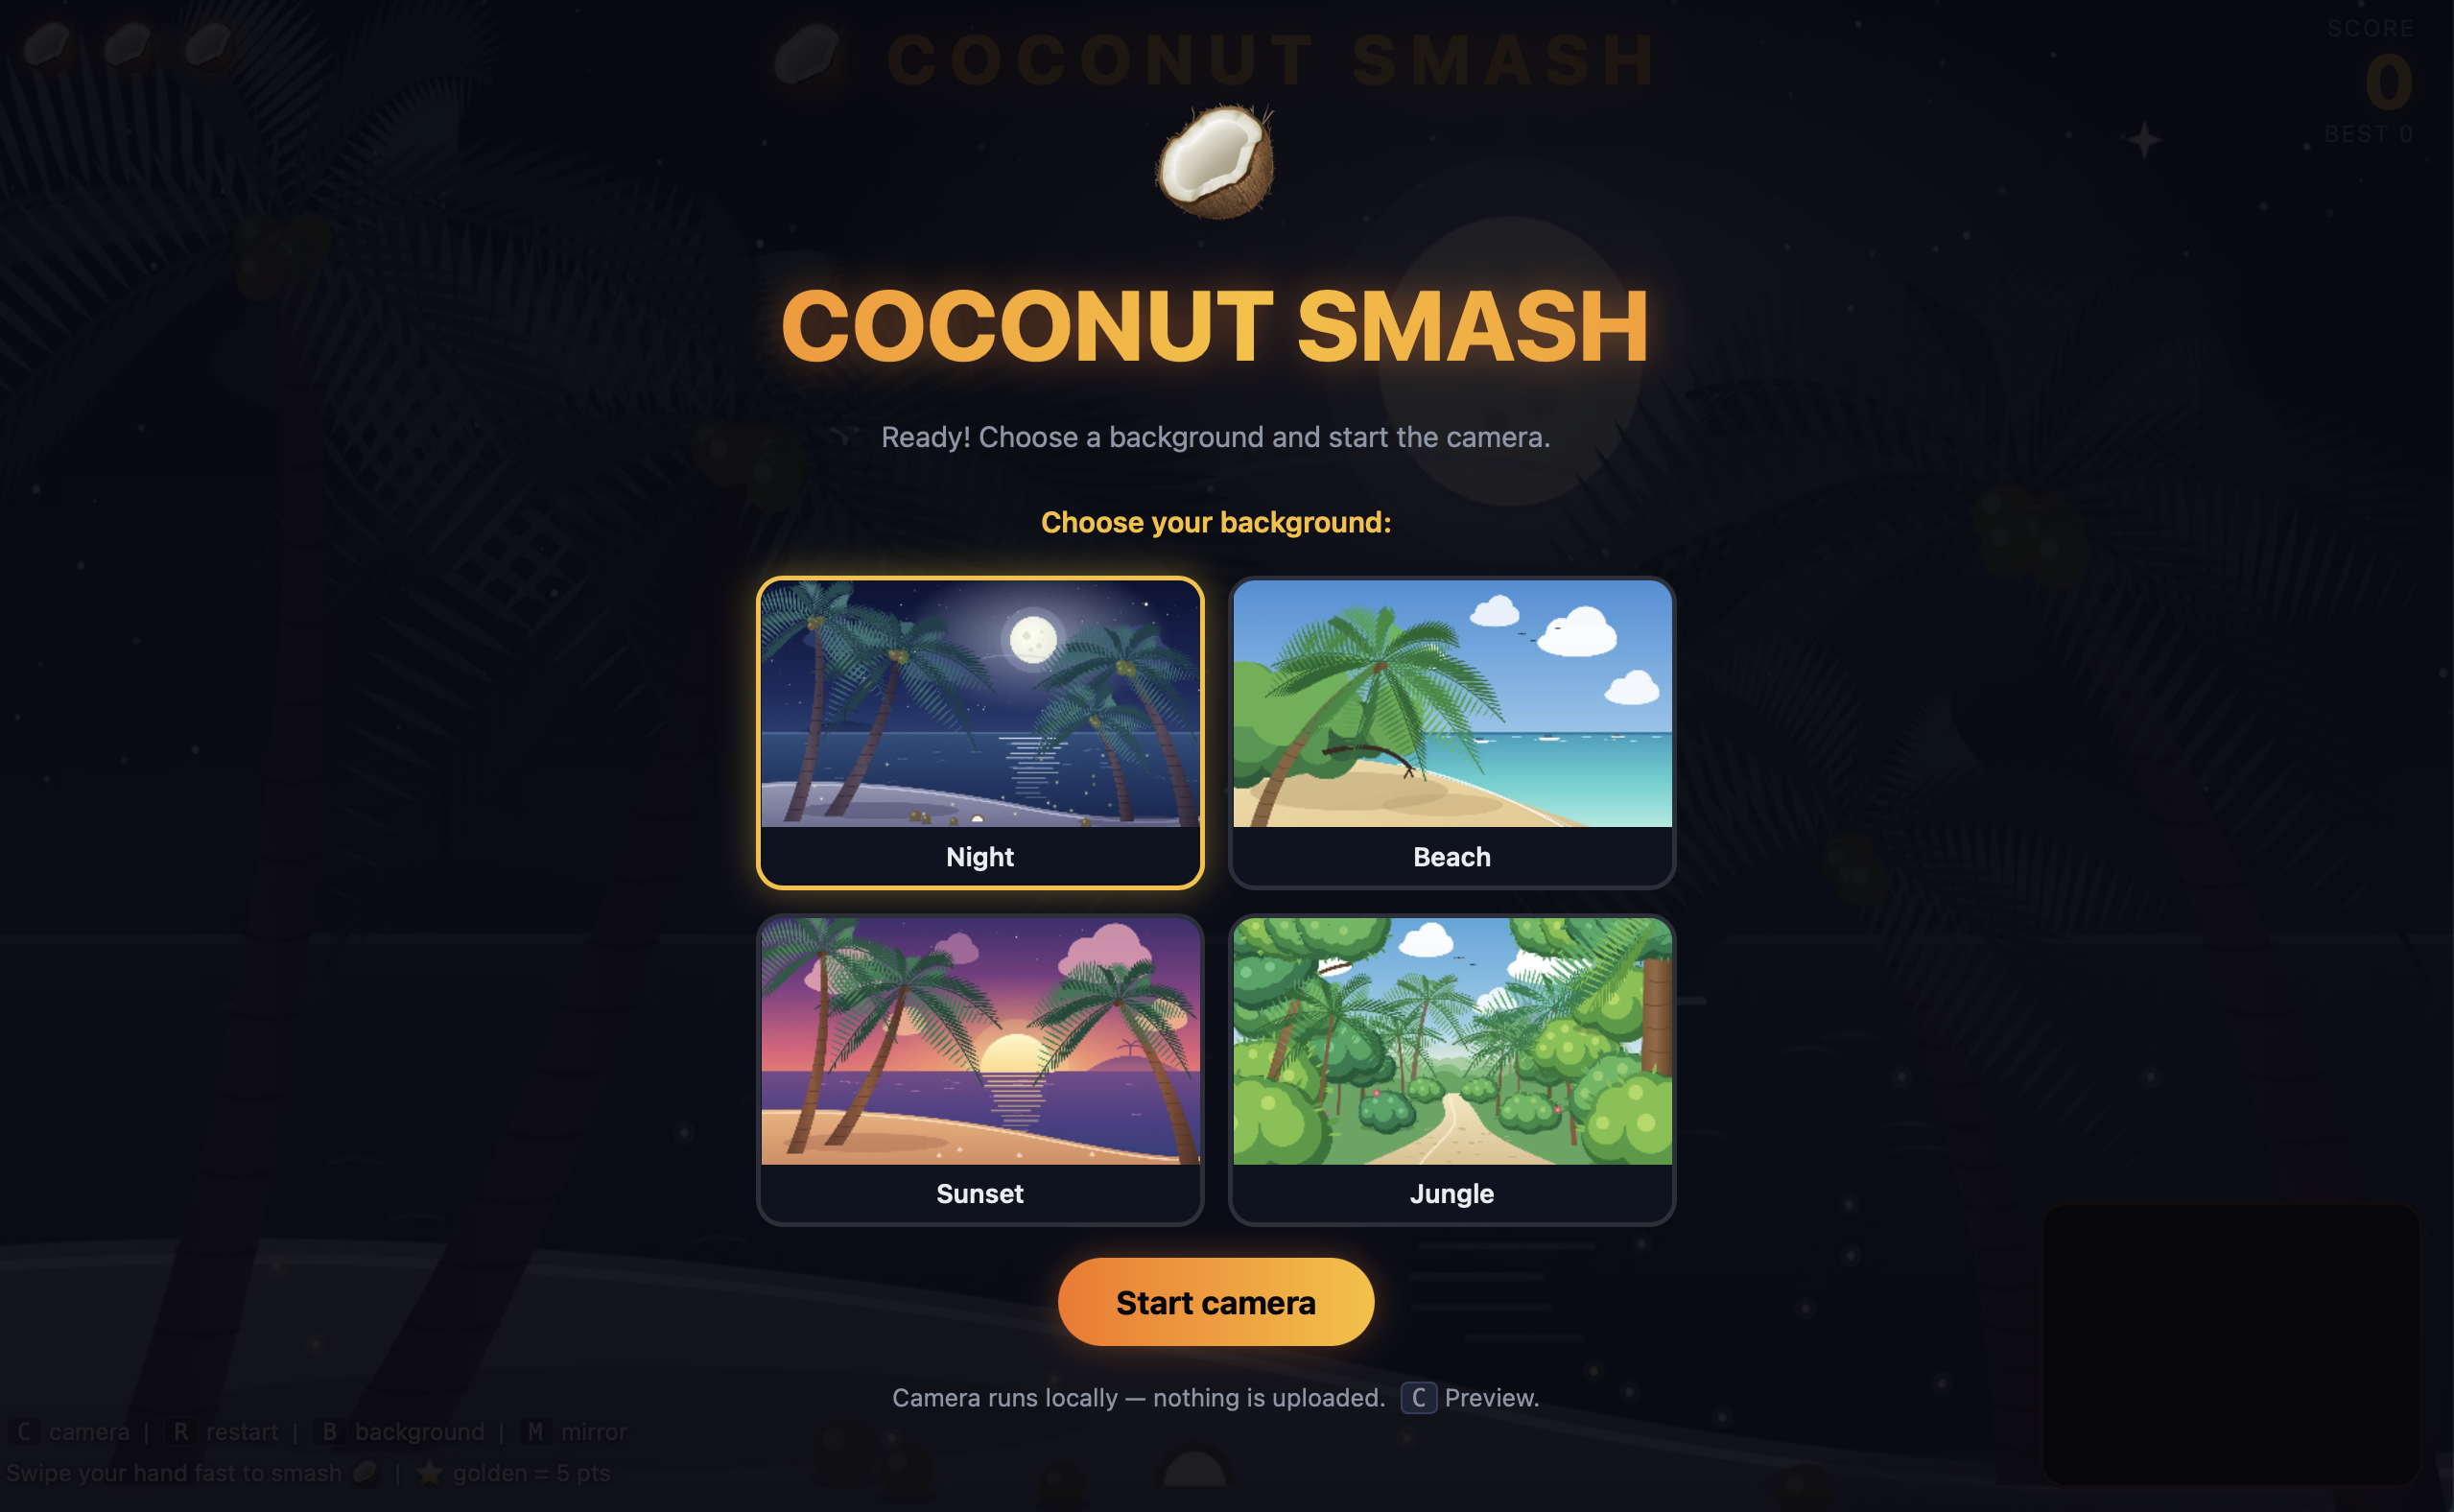 COCONUT SMASH
SCORE
0
BEST 0
COCONUT SMASH
Ready! Choose a background and start the camera.
Choose your background:
Night
Beach
Sunset
Jungle
Start camera
Camera runs locally — nothing is uploaded. C Preview.
C camera | R restart | B background | M mirror
Swipe your hand fast to smash 🥥 | ⭐ golden = 5 pts